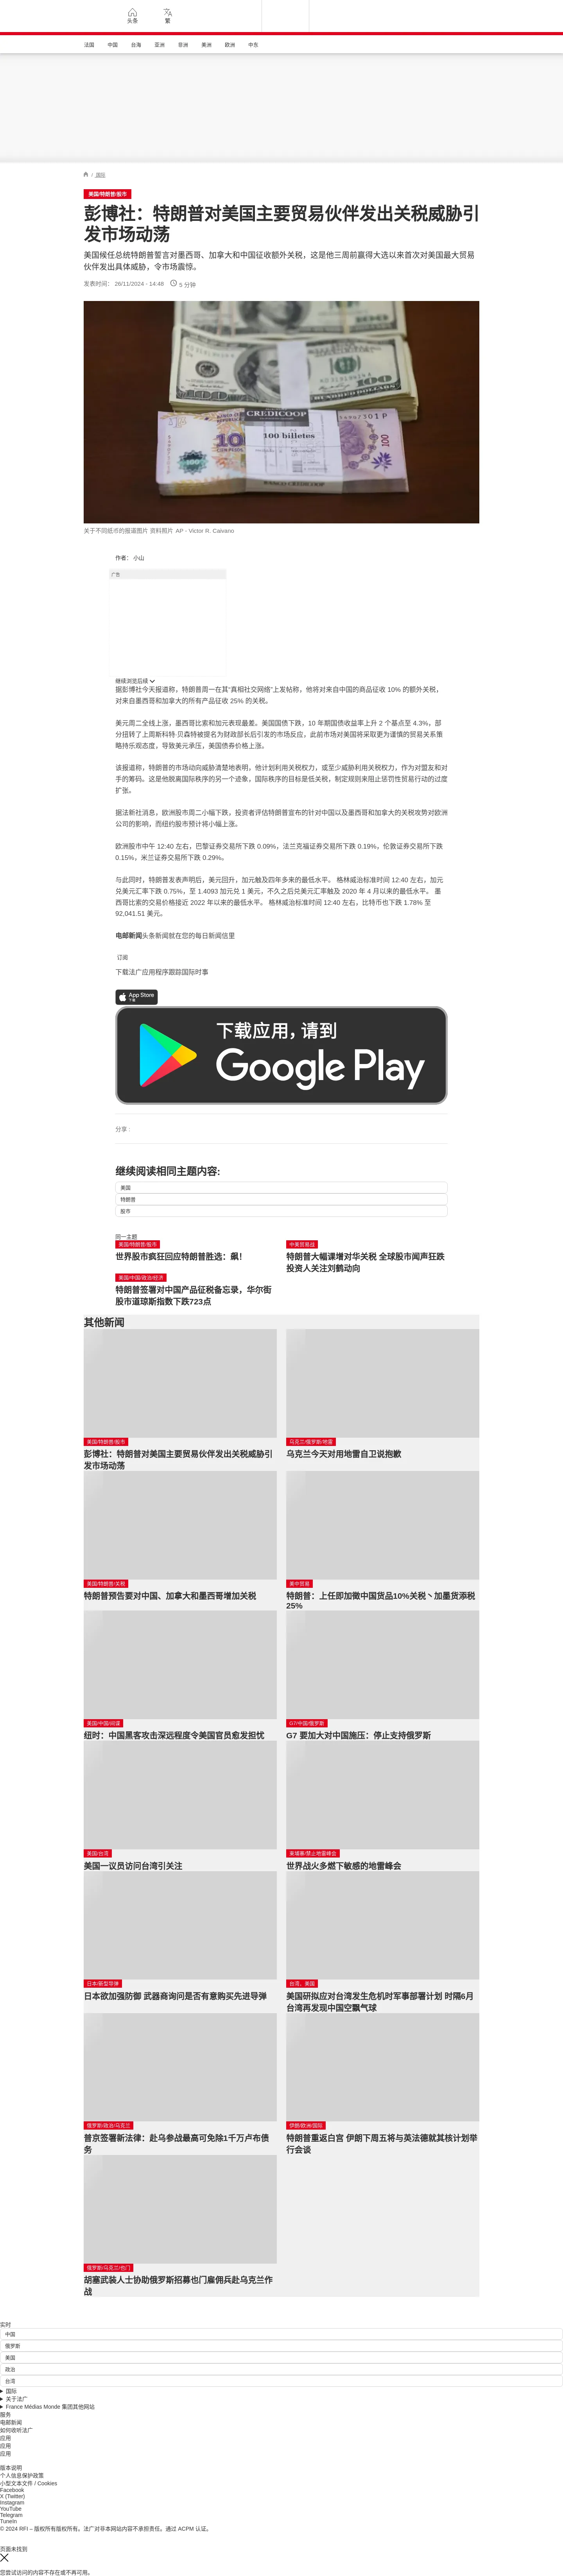 头条
繁
法国
中国
台海
亚洲
非洲
美洲
欧洲
中东
/ 国际
美国/特朗普/股市
彭博社：特朗普对美国主要贸易伙伴发出关税威胁引
发市场动荡
美国候任总统特朗普誓言对墨西哥、加拿大和中国征收额外关税，这是他三周前赢得大选以来首次对美国最大贸易
伙伴发出具体威胁，令市场震惊。
发表时间： 26/11/2024 - 14:48 5 分钟
CREDICOOP
100 billetes
100
关于不同纸币的报道图片 资料照片 AP - Victor R. Caivano
作者： 小山
广告
继续浏览后续
据彭博社今天报道称，特朗普周一在其“真相社交网络”上发帖称，他将对来自中国的商品征收 10% 的额外关税，
对来自墨西哥和加拿大的所有产品征收 25% 的关税。
美元周二全线上涨，墨西哥比索和加元表现最差。美国国债下跌，10 年期国债收益率上升 2 个基点至 4.3%，部
分扭转了上周斯科特·贝森特被提名为财政部长后引发的市场反应，此前市场对美国将采取更为谨慎的贸易关系策
略持乐观态度，导致美元承压，美国债券价格上涨。
该报道称，特朗普的市场动向威胁清楚地表明，他计划利用关税权力，或至少威胁利用关税权力，作为对盟友和对
手的筹码。这是他脱离国际秩序的另一个迹象，国际秩序的目标是低关税，制定规则来阻止惩罚性贸易行动的过度
扩张。
据法新社消息，欧洲股市周二小幅下跌，投资者评估特朗普宣布的针对中国以及墨西哥和加拿大的关税攻势对欧洲
公司的影响，而纽约股市预计将小幅上涨。
欧洲股市中午 12:40 左右，巴黎证券交易所下跌 0.09%，法兰克福证券交易所下跌 0.19%，伦敦证券交易所下跌
0.15%，米兰证券交易所下跌 0.29%。
与此同时，特朗普发表声明后，美元回升，加元触及四年多来的最低水平。 格林威治标准时间 12:40 左右，加元
兑美元汇率下跌 0.75%，至 1.4093 加元兑 1 美元，不久之后兑美元汇率触及 2020 年 4 月以来的最低水平。 墨
西哥比索的交易价格接近 2022 年以来的最低水平。 格林威治标准时间 12:40 左右，比特币也下跌 1.78% 至
92,041.51 美元。
电邮新闻头条新闻就在您的每日新闻信里
订阅
下载法广应用程序跟踪国际时事
App Store
下载
下载应用，请到
Google Play
分享 :
继续阅读相同主题内容:
美国
特朗普
股市
同一主题
美国/特朗普/股市
世界股市疯狂回应特朗普胜选：飙！
中美贸易战
特朗普大幅课增对华关税 全球股市闻声狂跌
投资人关注刘鹤动向
美国/中国/政治/经济
特朗普签署对中国产品征税备忘录，华尔街
股市道琼斯指数下跌723点
其他新闻
美国/特朗普/股市
彭博社：特朗普对美国主要贸易伙伴发出关税威胁引
发市场动荡
乌克兰/俄罗斯/地雷
乌克兰今天对用地雷自卫说抱歉
美国/特朗普/关税
特朗普预告要对中国、加拿大和墨西哥增加关税
美中贸易
特朗普：上任即加徵中国货品10%关税丶加墨货添税
25%
美国/中国/间谍
纽时：中国黑客攻击深远程度令美国官员愈发担忧
G7/中国/俄罗斯
G7 要加大对中国施压：停止支持俄罗斯
美国/台湾
美国一议员访问台湾引关注
柬埔寨/禁止地雷峰会
世界战火多燃下敏感的地雷峰会
日本/新型导弹
日本欲加强防御 武器商询问是否有意购买先进导弹
台湾、美国
美国研拟应对台湾发生危机时军事部署计划 时隔6月
台湾再发现中国空飘气球
俄罗斯/政治/乌克兰
普京签署新法律：赴乌参战最高可免除1千万卢布债
务
伊朗/欧洲/国际
特朗普重返白宫 伊朗下周五将与英法德就其核计划举
行会谈
俄罗斯/乌克兰/也门
胡塞武装人士协助俄罗斯招募也门雇佣兵赴乌克兰作
战
实时
中国
俄罗斯
美国
政治
台湾
国际
关于法广
France Médias Monde 集团其他网站
服务
电邮新闻
如何收听法广
应用
应用
应用
版本说明
个人信息保护政策
小型文本文件 / Cookies
Facebook
X (Twitter)
Instagram
YouTube
Telegram
TuneIn
© 2024 RFI – 版权所有版权所有。法广对非本网站内容不承担责任。通过 ACPM 认证。
页面未找到
您尝试访问的内容不存在或不再可用。